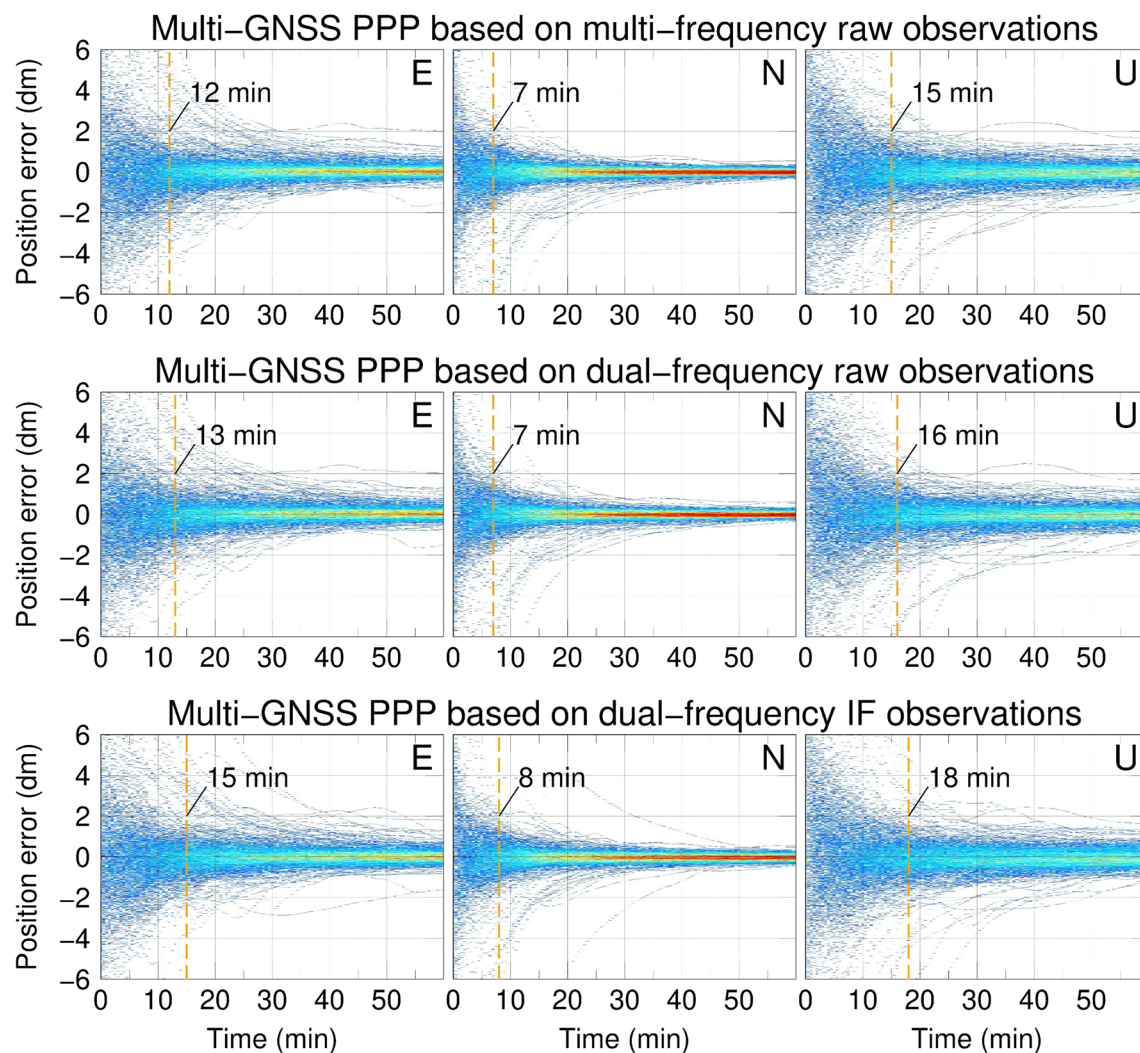 Multi−GNSS PPP based on multi−frequency raw observations
Position error (dm)
6
4
2
0
−2
−4
−6
E
12 min
N
7 min
U
15 min
0 10 20 30 40 50
0 10 20 30 40 50
0 10 20 30 40 50
Multi−GNSS PPP based on dual−frequency raw observations
Position error (dm)
6
4
2
0
−2
−4
−6
E
13 min
N
7 min
U
16 min
0 10 20 30 40 50
0 10 20 30 40 50
0 10 20 30 40 50
Multi−GNSS PPP based on dual−frequency IF observations
Position error (dm)
6
4
2
0
−2
−4
−6
E
15 min
N
8 min
U
18 min
0 10 20 30 40 50
0 10 20 30 40 50
0 10 20 30 40 50
Time (min)
Time (min)
Time (min)